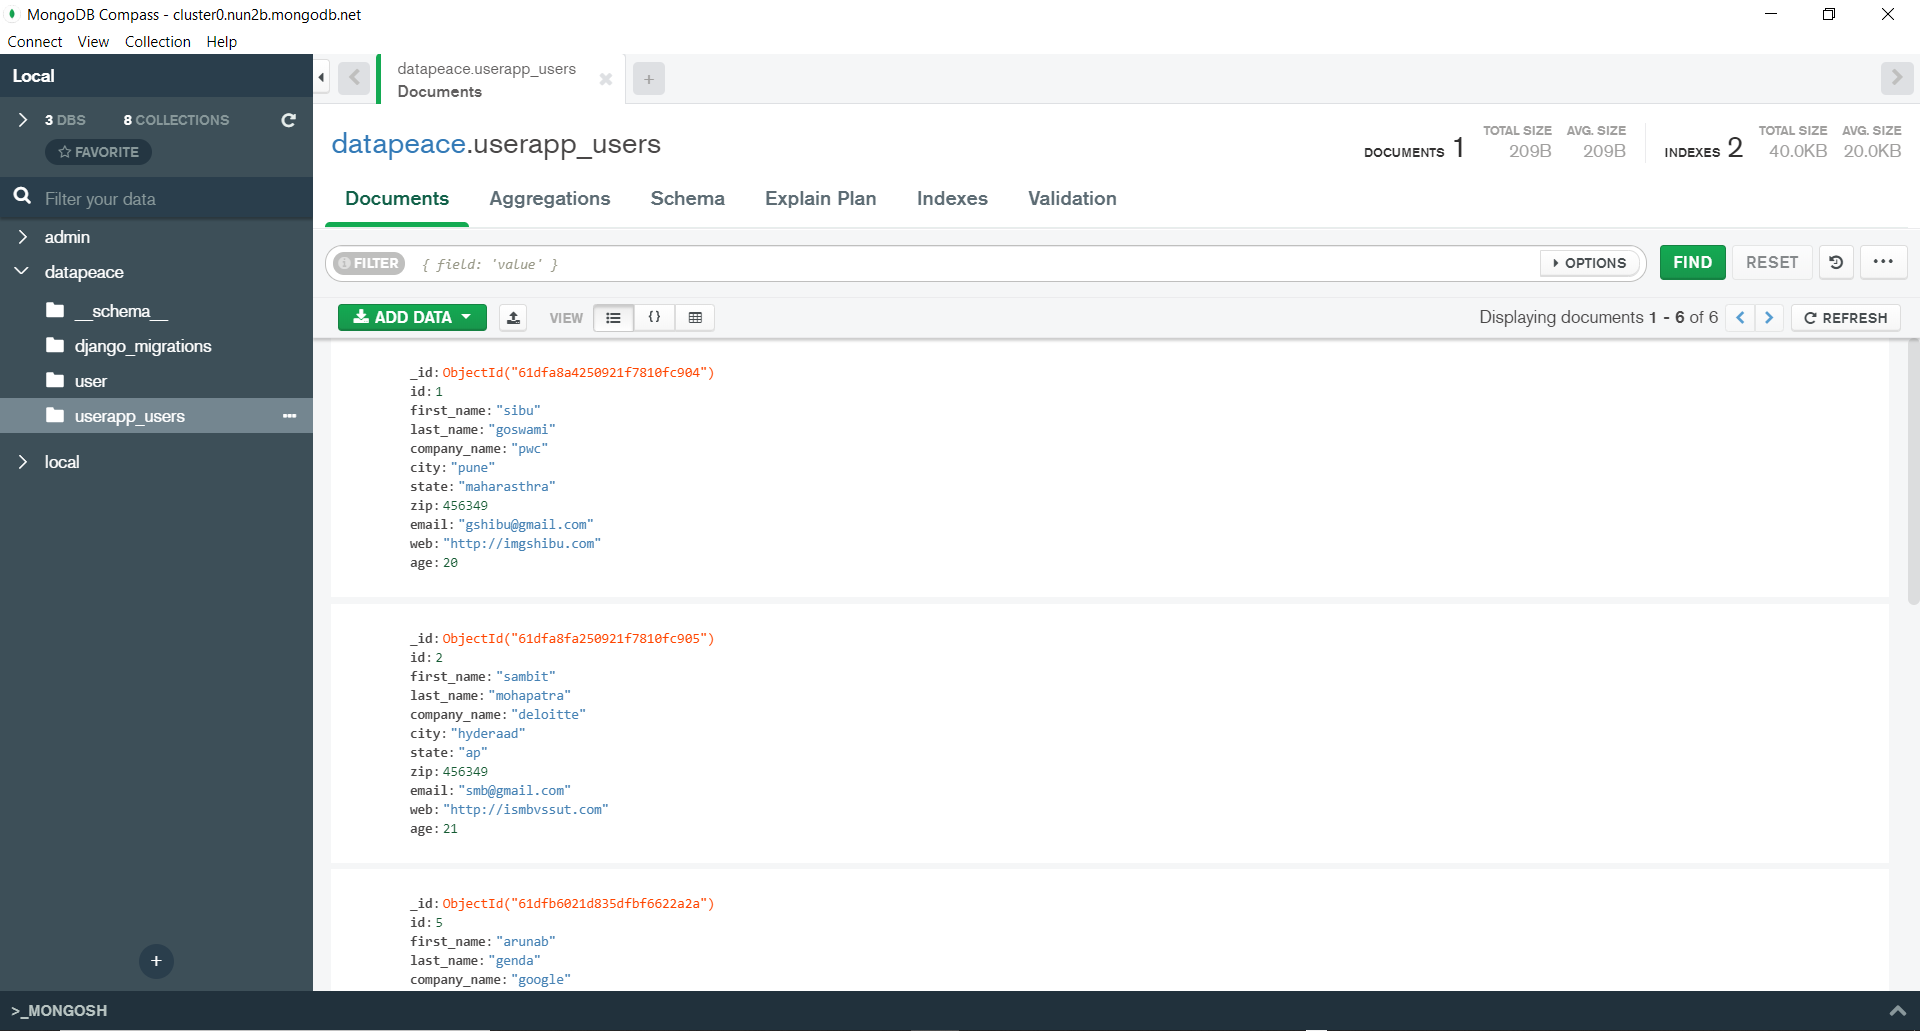 MongoDB Compass - cluster0.nun2b.mongodb.net
Connect View Collection Help
Local
3 DBS 8 COLLECTIONS
FAVORITE
Filter your data
admin
datapeace
__schema__
django_migrations
user
userapp_users
local
>_MONGOSH
datapeace.userapp_users
Documents
datapeace.userapp_users
DOCUMENTS 1 TOTAL SIZE 209B AVG. SIZE 209B
INDEXES 2 TOTAL SIZE 40.0KB AVG. SIZE 20.0KB
Documents Aggregations Schema Explain Plan Indexes Validation
FILTER { field: 'value' } OPTIONS FIND RESET
ADD DATA VIEW {} Displaying documents 1 - 6 of 6 REFRESH
_id: ObjectId("61dfa8a4250921f7810fc904")
id: 1
first_name: "sibu"
last_name: "goswami"
company_name: "pwc"
city: "pune"
state: "maharasthra"
zip: 456349
email: "gshibu@gmail.com"
web: "http://imgshibu.com"
age: 20
_id: ObjectId("61dfa8fa250921f7810fc905")
id: 2
first_name: "sambit"
last_name: "mohapatra"
company_name: "deloitte"
city: "hyderaad"
state: "ap"
zip: 456349
email: "smb@gmail.com"
web: "http://ismbvssut.com"
age: 21
_id: ObjectId("61dfb6021d835dfbf6622a2a")
id: 5
first_name: "arunab"
last_name: "genda"
company_name: "google"